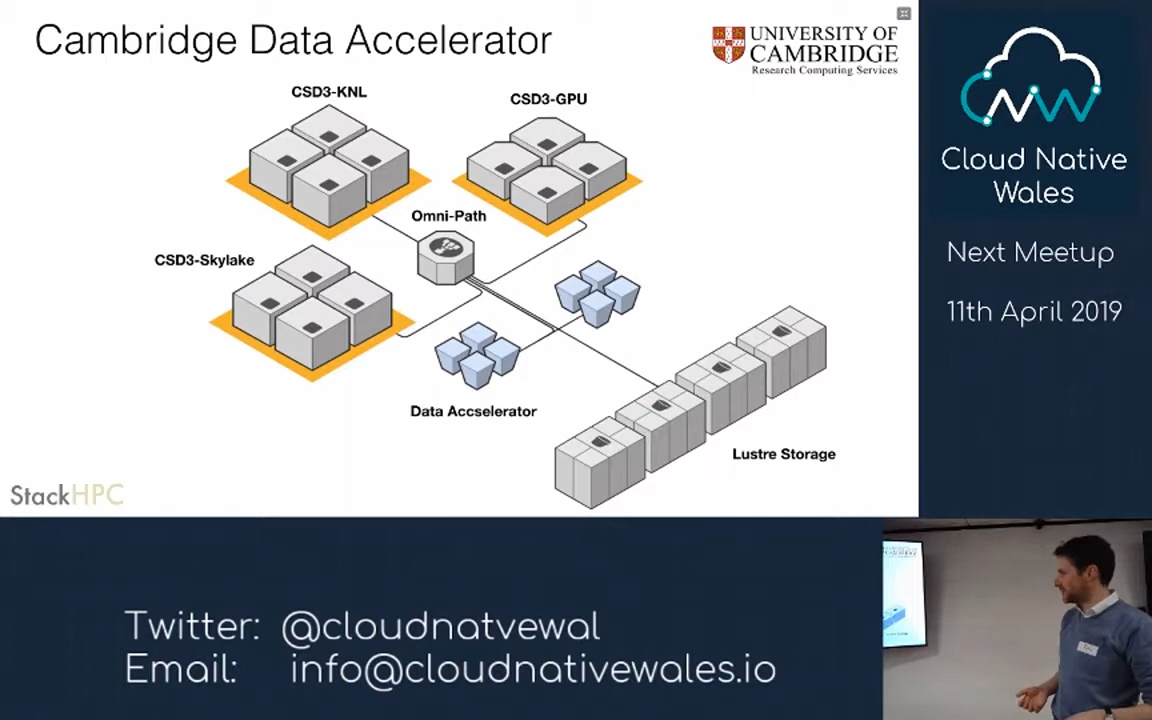 Cambridge Data Accelerator
UNIVERSITY OF
CAMBRIDGE
Research Computing Services
CSD3-KNL
CSD3-GPU
Omni-Path
CSD3-Skylake
Data Accselerator
Lustre Storage
StackHPC
Cloud Native
Wales
Next Meetup
11th April 2019
Twitter: @cloudnatvewal
Email: info@cloudnativewales.io